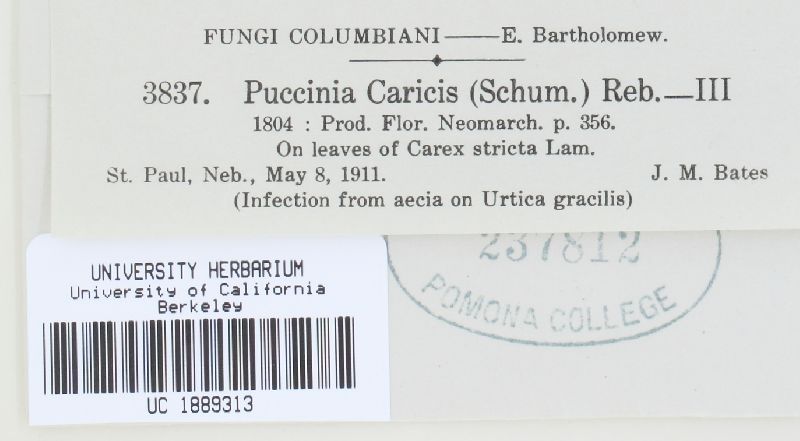 FUNGI COLUMBIANI—E. Bartholomew.
3837. Puccinia Caricis (Schum.) Reb.—III
1804 : Prod. Flor. Neomarch. p. 356.
On leaves of Carex stricta Lam.
St. Paul, Neb., May 8, 1911. J. M. Bates
(Infection from aecia on Urtica gracilis)
237812
POMONA COLLEGE
UNIVERSITY HERBARIUM
University of California
Berkeley
UC 1889313